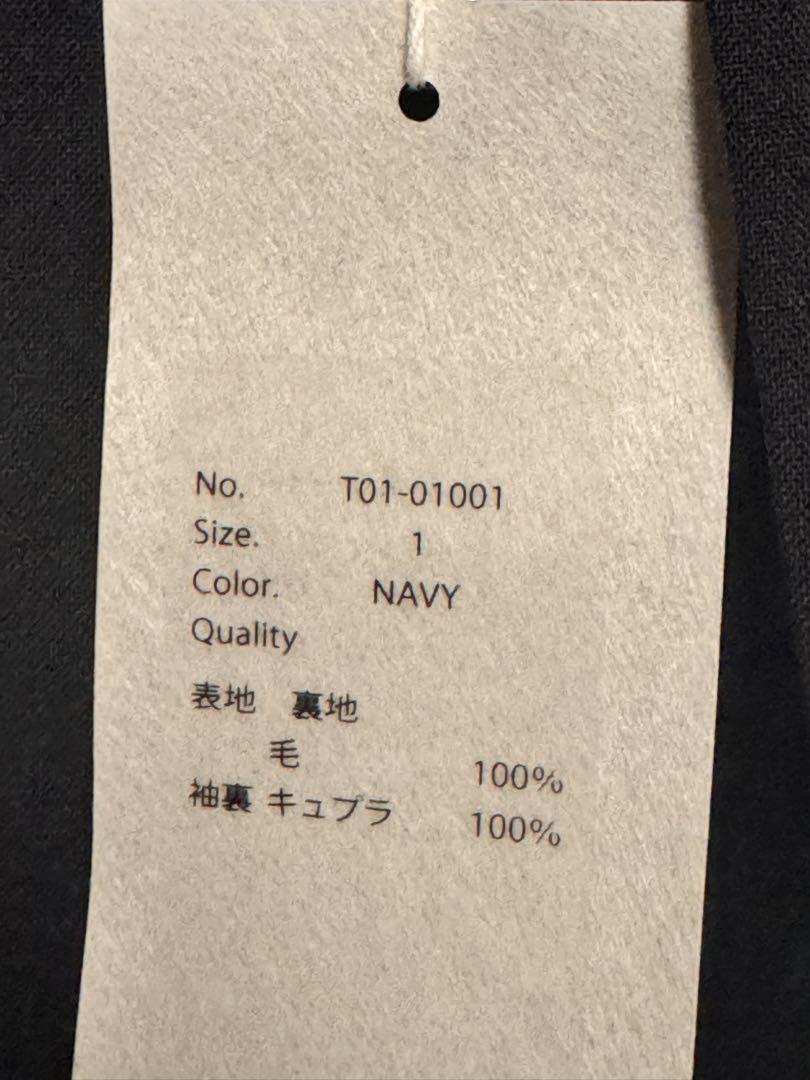 No. T01-01001
Size. 1
Color. NAVY
Quality
表地 裏地
毛 100%
袖裏 キュプラ 100%